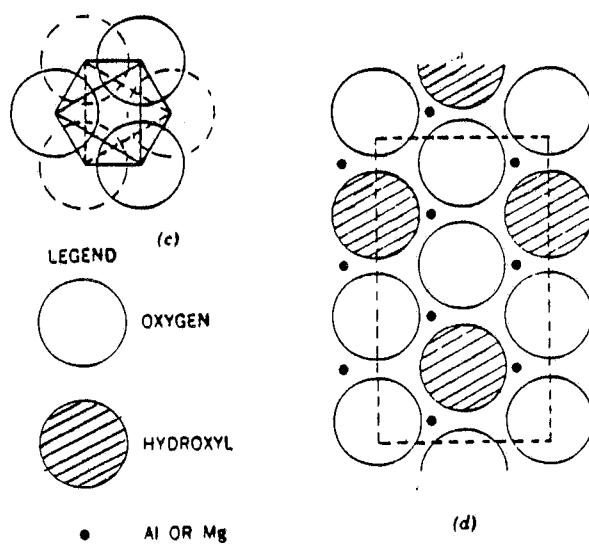 (c)
LEGEND
OXYGEN
HYDROXYL
Al OR Mg
(d)